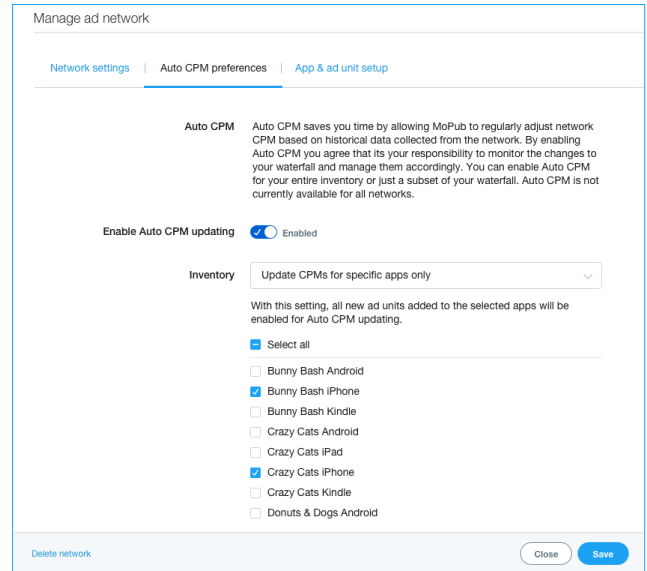 Manage ad network
Network settings | Auto CPM preferences | App & ad unit setup
Auto CPM
Auto CPM saves you time by allowing MoPub to regularly adjust network
CPM based on historical data collected from the network. By enabling
Auto CPM you agree that its your responsibility to monitor the changes to
your waterfall and manage them accordingly. You can enable Auto CPM
for your entire inventory or just a subset of your waterfall. Auto CPM is not
currently available for all networks.
Enable Auto CPM updating
Enabled
Inventory
Update CPMs for specific apps only
With this setting, all new ad units added to the selected apps will be
enabled for Auto CPM updating.
Select all
Bunny Bash Android
Bunny Bash iPhone
Bunny Bash Kindle
Crazy Cats Android
Crazy Cats iPad
Crazy Cats iPhone
Crazy Cats Kindle
Donuts & Dogs Android
Delete network
Close
Save